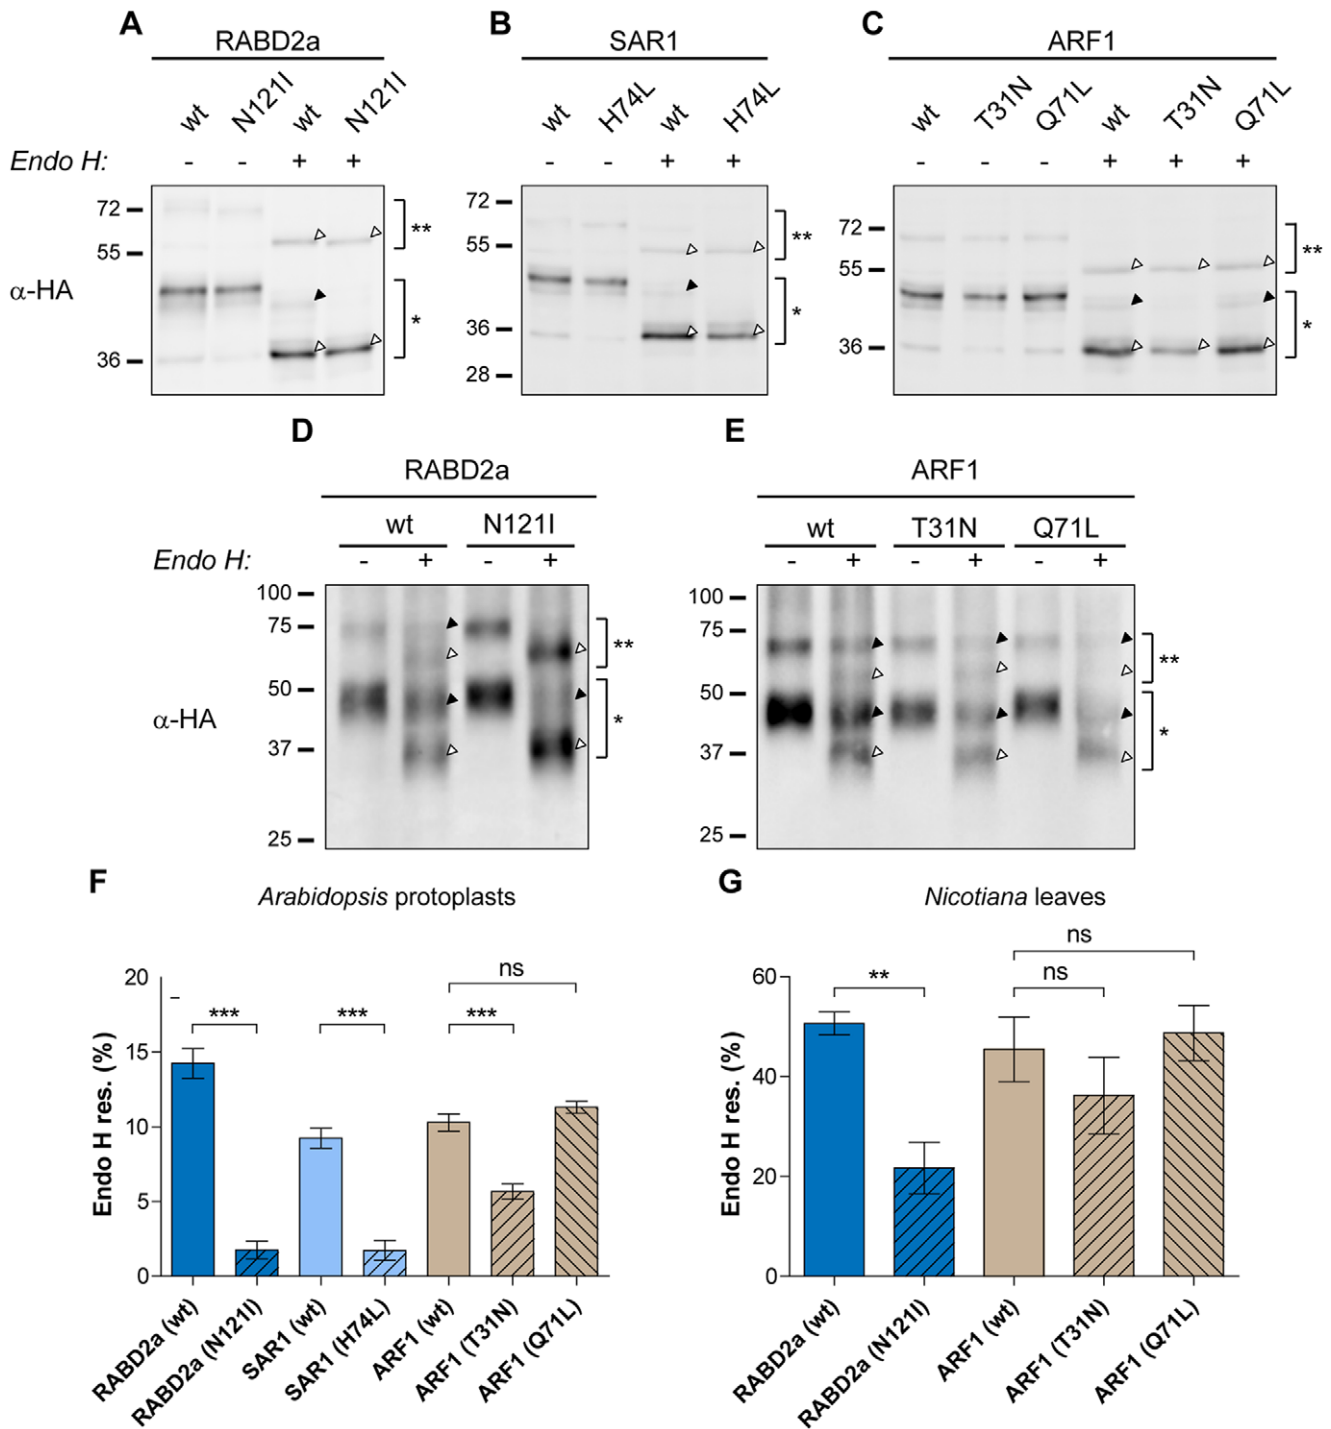 A
RABD2a
wt N121I wt N121I
Endo H: - - + +
72
55
36
α-HA
**
*
B
SAR1
wt H74L wt H74L
- - + +
72
55
36
28
**
*
C
ARF1
wt T31N Q71L wt T31N Q71L
- - - + + +
72
55
36
**
*
D
RABD2a
wt N121I
Endo H: - + - +
100
75
50
37
25
α-HA
**
*
E
ARF1
wt T31N Q71L
- + - + - +
100
75
50
37
25
**
*
F
Arabidopsis protoplasts
Endo H res. (%)
20
15
10
5
0
*** *** *** ns
RABD2a (wt)
RABD2a (N121I)
SAR1 (wt)
SAR1 (H74L)
ARF1 (wt)
ARF1 (T31N)
ARF1 (Q71L)
G
Nicotiana leaves
Endo H res. (%)
60
40
20
0
** ns ns
RABD2a (wt)
RABD2a (N121I)
ARF1 (wt)
ARF1 (T31N)
ARF1 (Q71L)